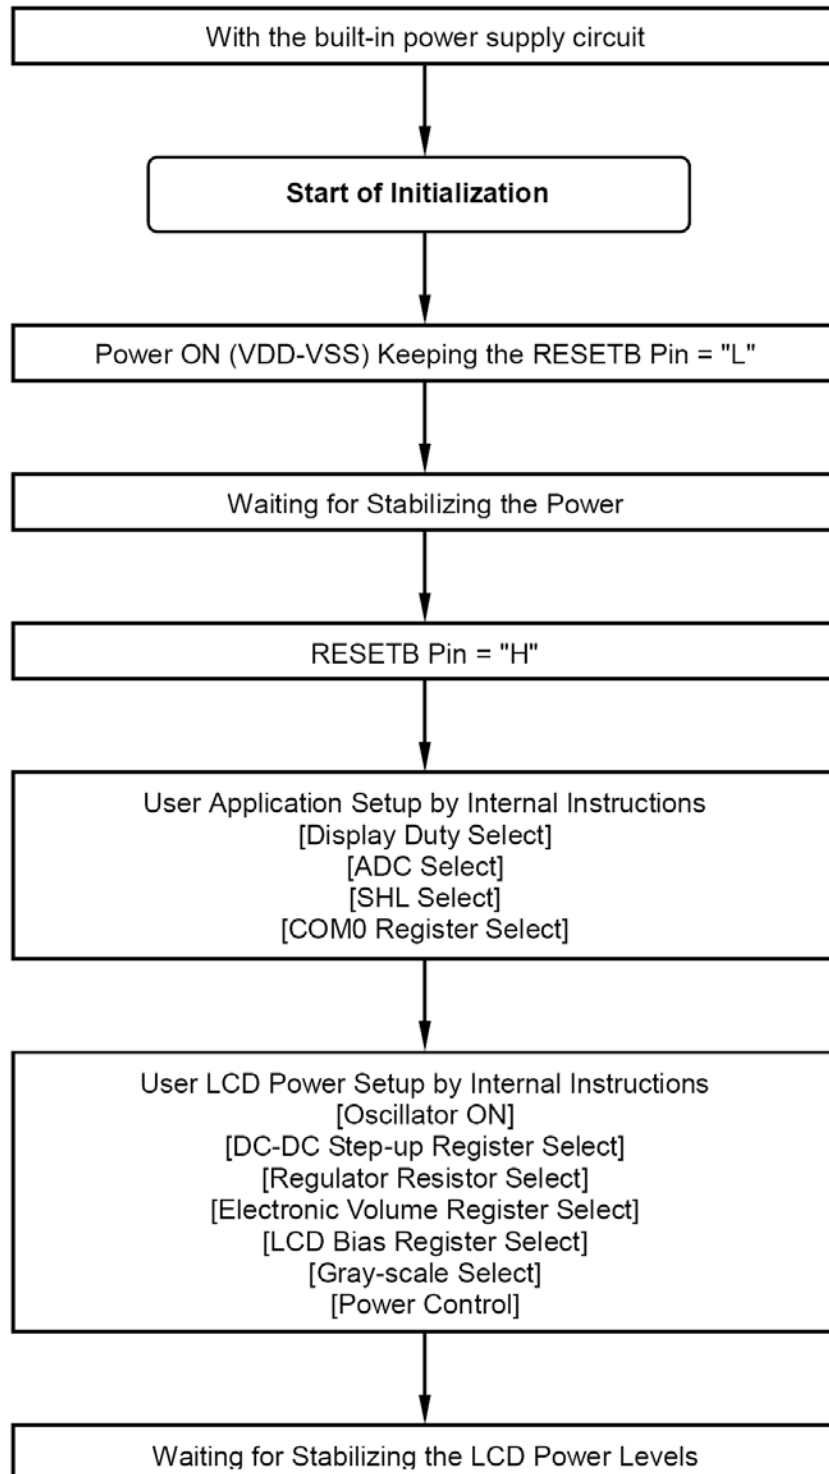 With the built-in power supply circuit
Start of Initialization
Power ON (VDD-VSS) Keeping the RESETB Pin = "L"
Waiting for Stabilizing the Power
RESETB Pin = "H"
User Application Setup by Internal Instructions
[Display Duty Select]
[ADC Select]
[SHL Select]
[COM0 Register Select]
User LCD Power Setup by Internal Instructions
[Oscillator ON]
[DC-DC Step-up Register Select]
[Regulator Resistor Select]
[Electronic Volume Register Select]
[LCD Bias Register Select]
[Gray-scale Select]
[Power Control]
Waiting for Stabilizing the LCD Power Levels